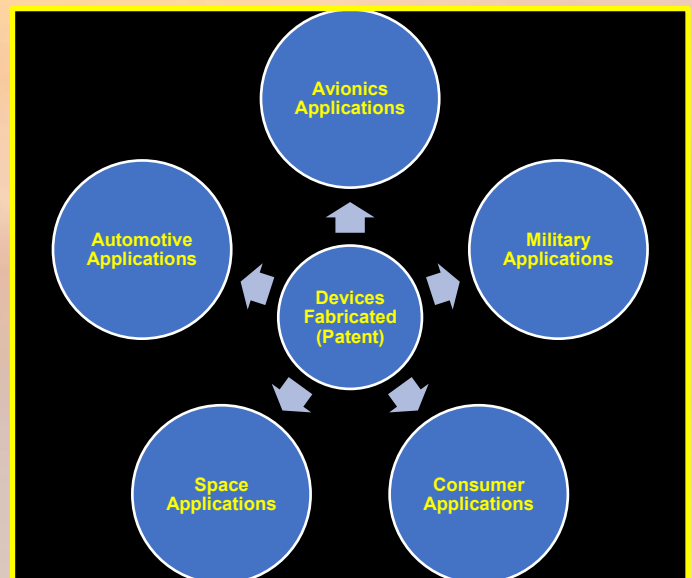 Avionics
Applications
Automotive
Applications
Military
Applications
Devices
Fabricated
(Patent)
Space
Applications
Consumer
Applications